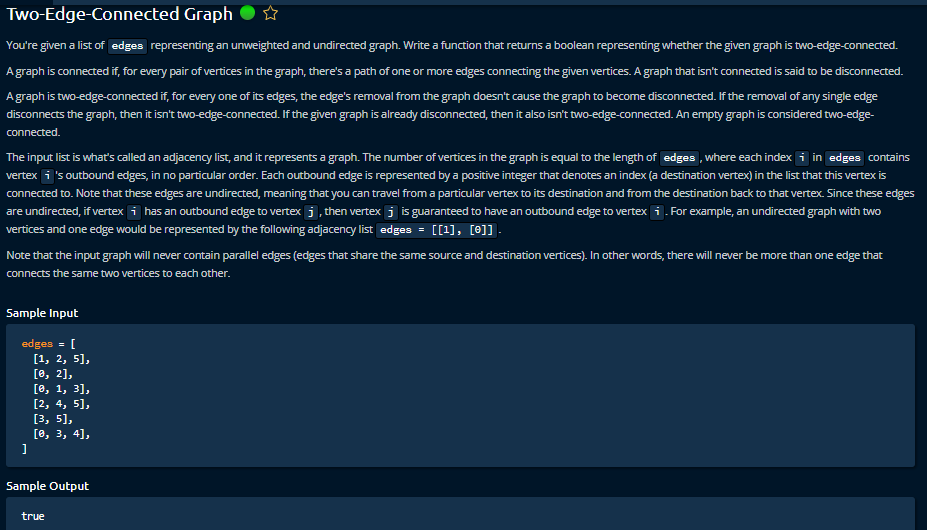 Two-Edge-Connected Graph
You're given a list of edges representing an unweighted and undirected graph. Write a function that returns a boolean representing whether the given graph is two-edge-connected.
A graph is connected if, for every pair of vertices in the graph, there's a path of one or more edges connecting the given vertices. A graph that isn't connected is said to be disconnected.
A graph is two-edge-connected if, for every one of its edges, the edge's removal from the graph doesn't cause the graph to become disconnected. If the removal of any single edge
disconnects the graph, then it isn't two-edge-connected. If the given graph is already disconnected, then it also isn't two-edge-connected. An empty graph is considered two-edge-
connected.
The input list is what's called an adjacency list, and it represents a graph. The number of vertices in the graph is equal to the length of edges, where each index i in edges contains
vertex i's outbound edges, in no particular order. Each outbound edge is represented by a positive integer that denotes an index (a destination vertex) in the list that this vertex is
connected to. Note that these edges are undirected, meaning that you can travel from a particular vertex to its destination and from the destination back to that vertex. Since these edges
are undirected, if vertex i has an outbound edge to vertex j, then vertex j is guaranteed to have an outbound edge to vertex i. For example, an undirected graph with two
vertices and one edge would be represented by the following adjacency list edges = [[1], [0]].
Note that the input graph will never contain parallel edges (edges that share the same source and destination vertices). In other words, there will never be more than one edge that
connects the same two vertices to each other.
Sample Input
edges = [
[1, 2, 5],
[0, 2],
[0, 1, 3],
[2, 4, 5],
[3, 5],
[0, 3, 4],
]
Sample Output
true